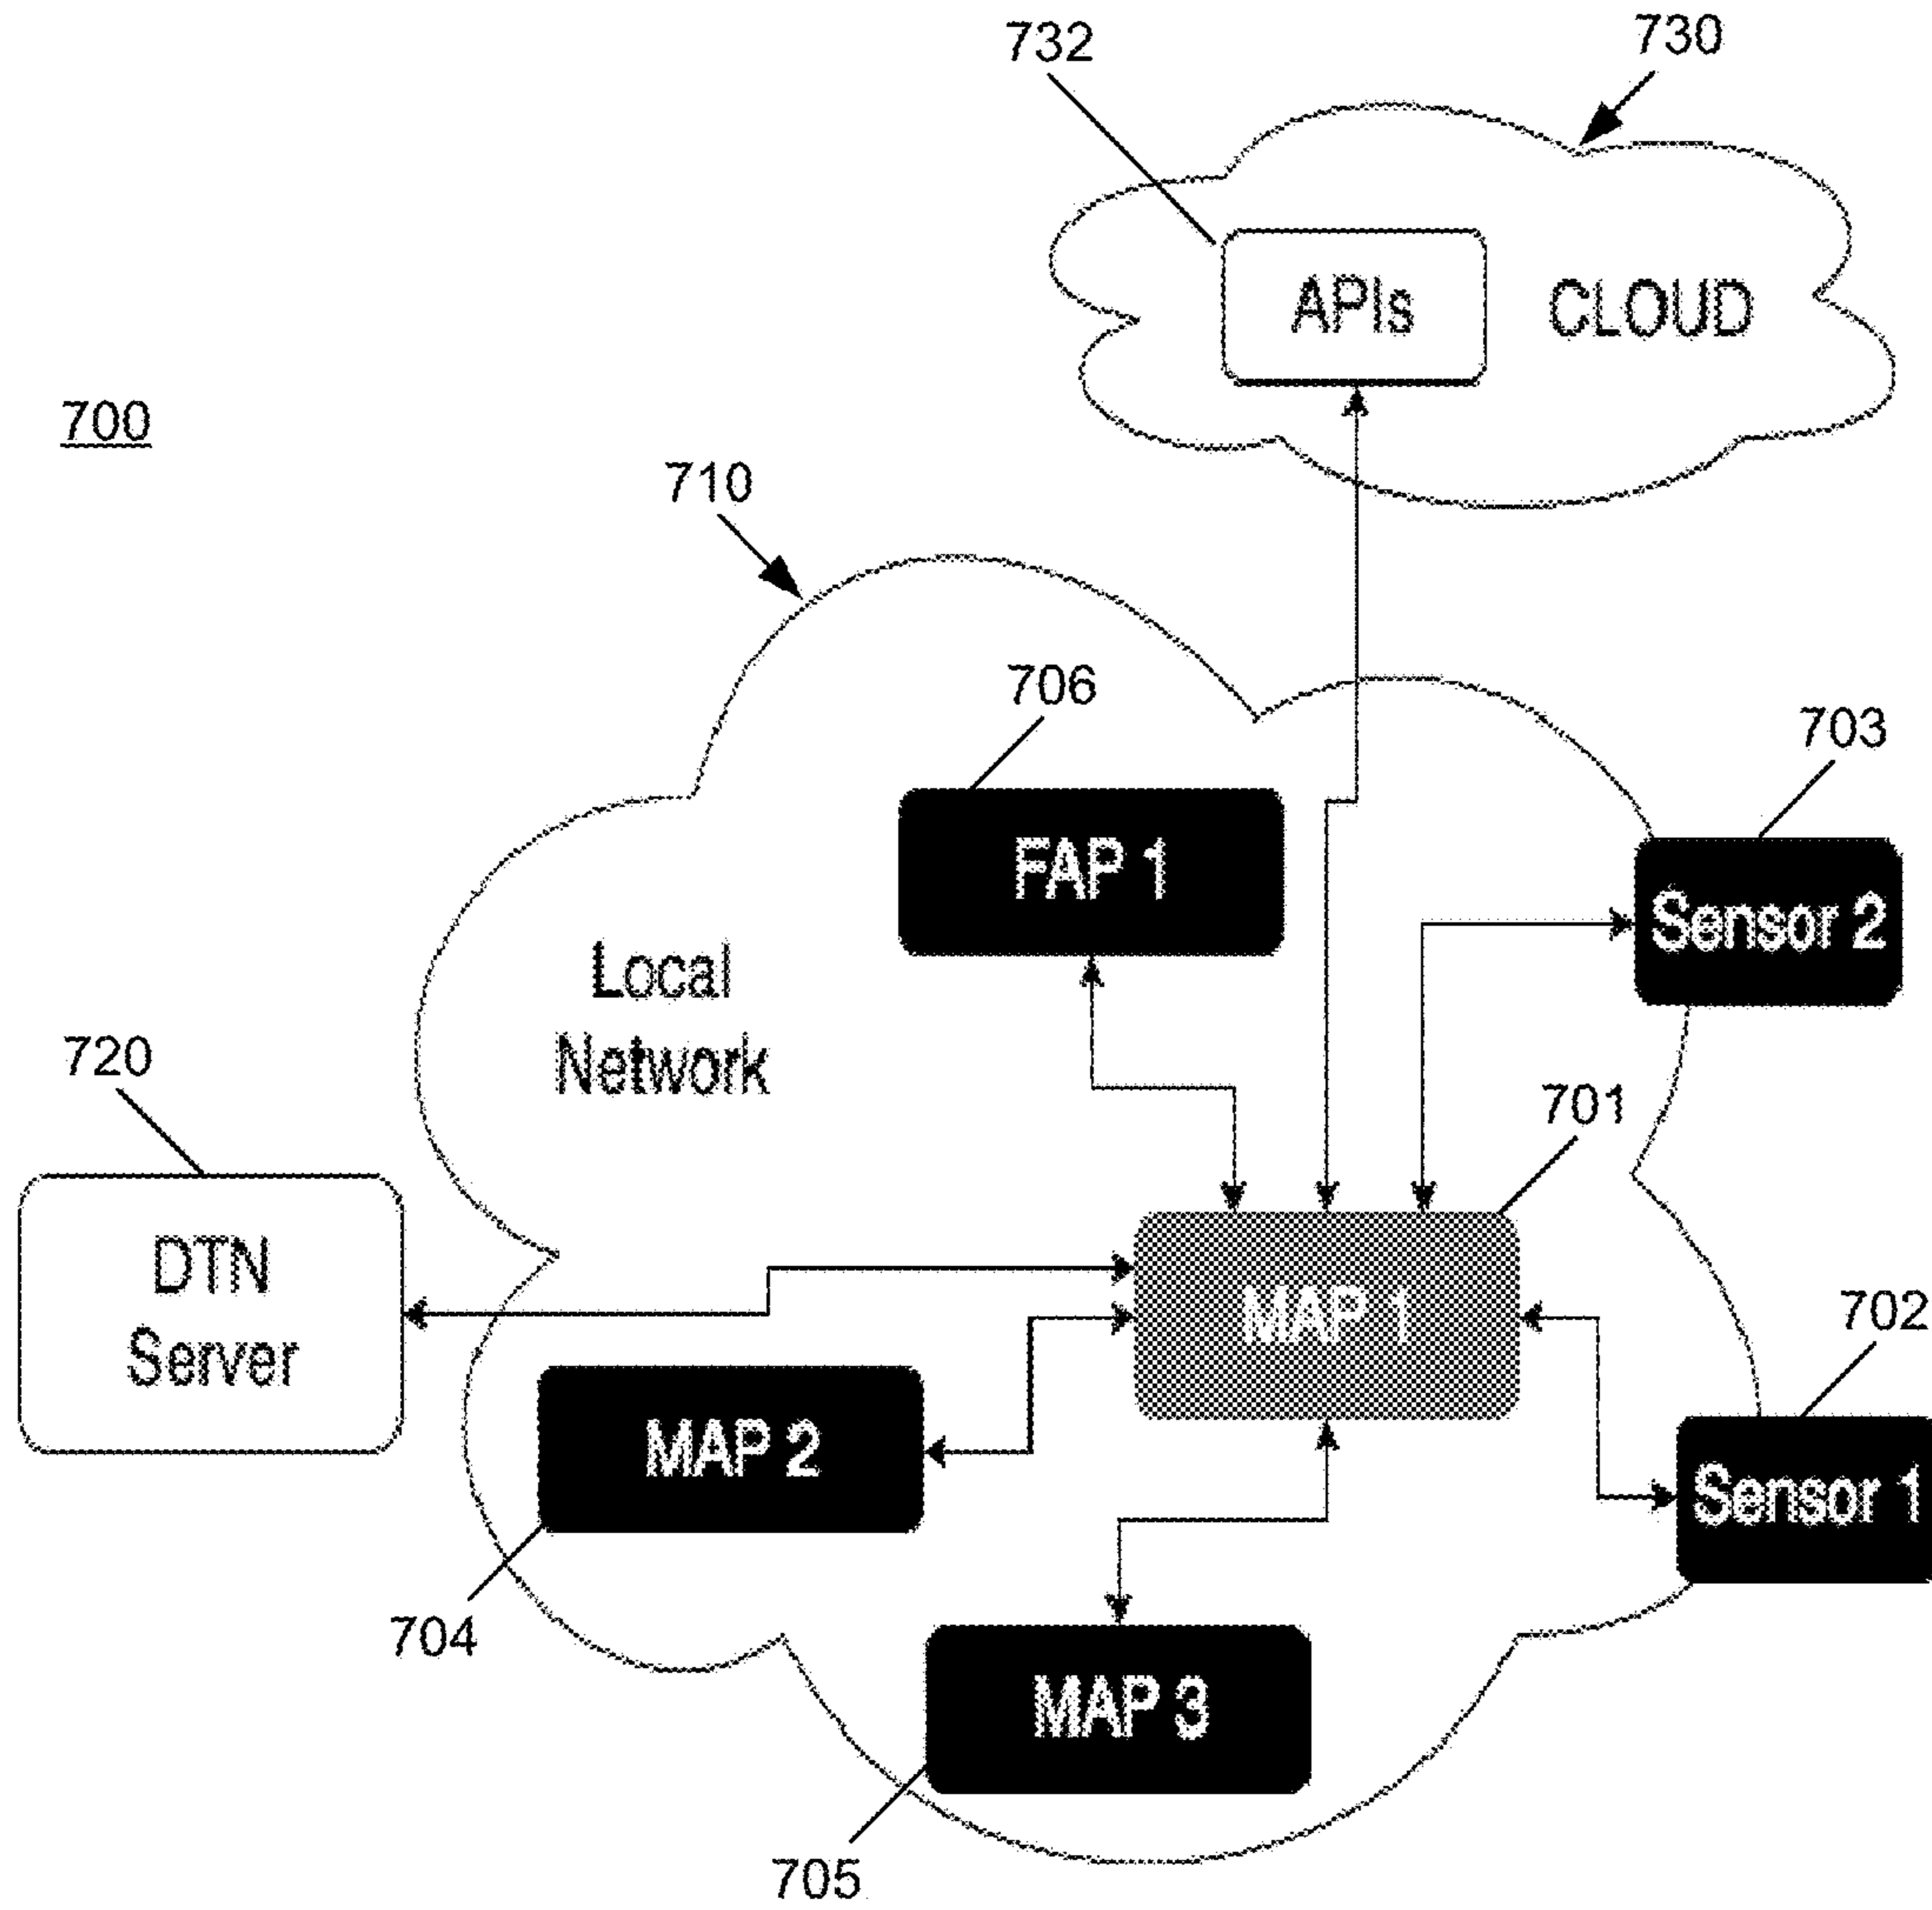 732
730
APIs
CLOUD
700
710
706
703
FAP 1
Sensor 2
Local
Network
720
701
DTN
Server
MAP 1
702
MAP 2
Sensor 1
704
MAP 3
705